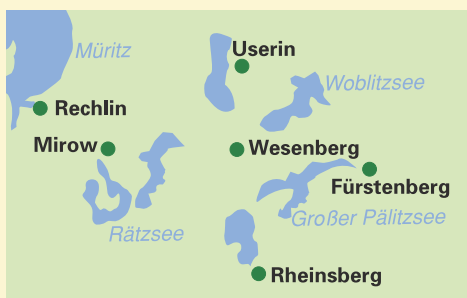 Müritz
Userin
Woblitzsee
Rechlin
Mirow
Wesenberg
Fürstenberg
Großer Pälitzsee
Rätzsee
Rheinsberg